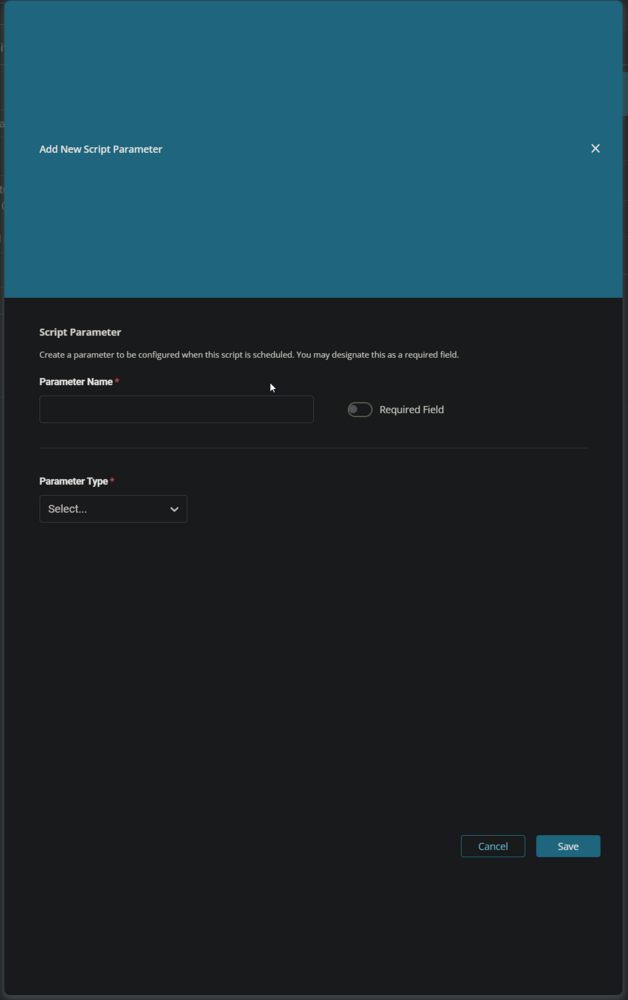 Add New Script Parameter
Script Parameter
Create a parameter to be configured when this script is scheduled. You may designate this as a required field.
Parameter Name *
Required Field
Parameter Type *
Select...
Cancel
Save